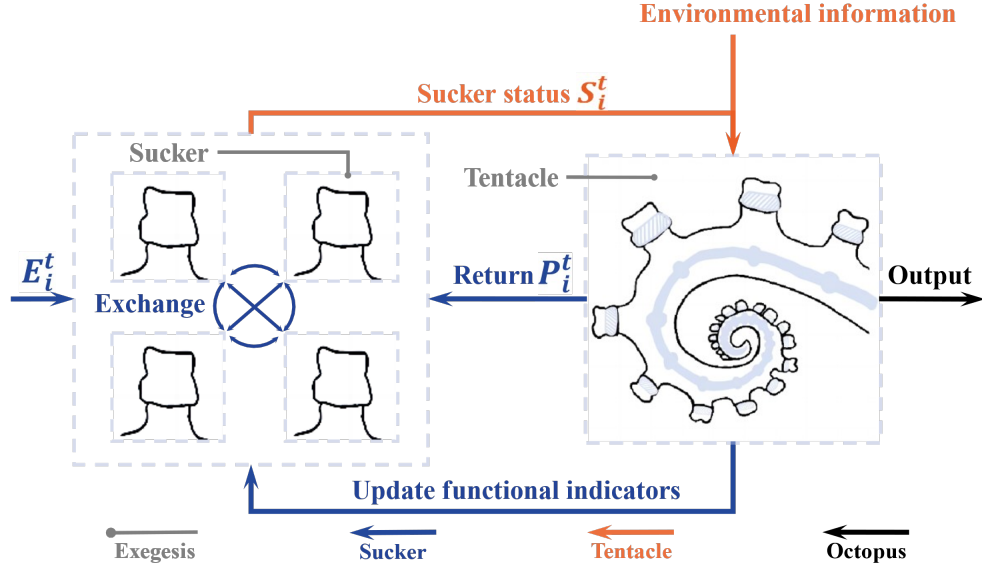 Environmental information
Sucker status $S_i^t$
Sucker
Tentacle
$E_i^t$
Exchange
Return $P_i^t$
Output
Update functional indicators
Exegesis
Sucker
Tentacle
Octopus